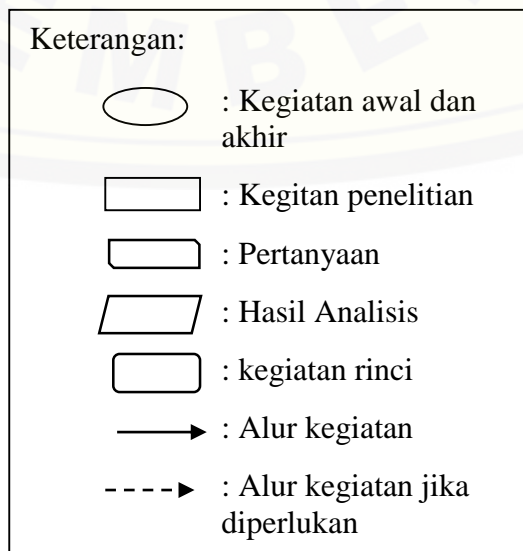 Keterangan:
: Kegiatan awal dan
akhir
: Kegitan penelitian
: Pertanyaan
: Hasil Analisis
: kegiatan rinci
: Alur kegiatan
: Alur kegiatan jika
diperlukan